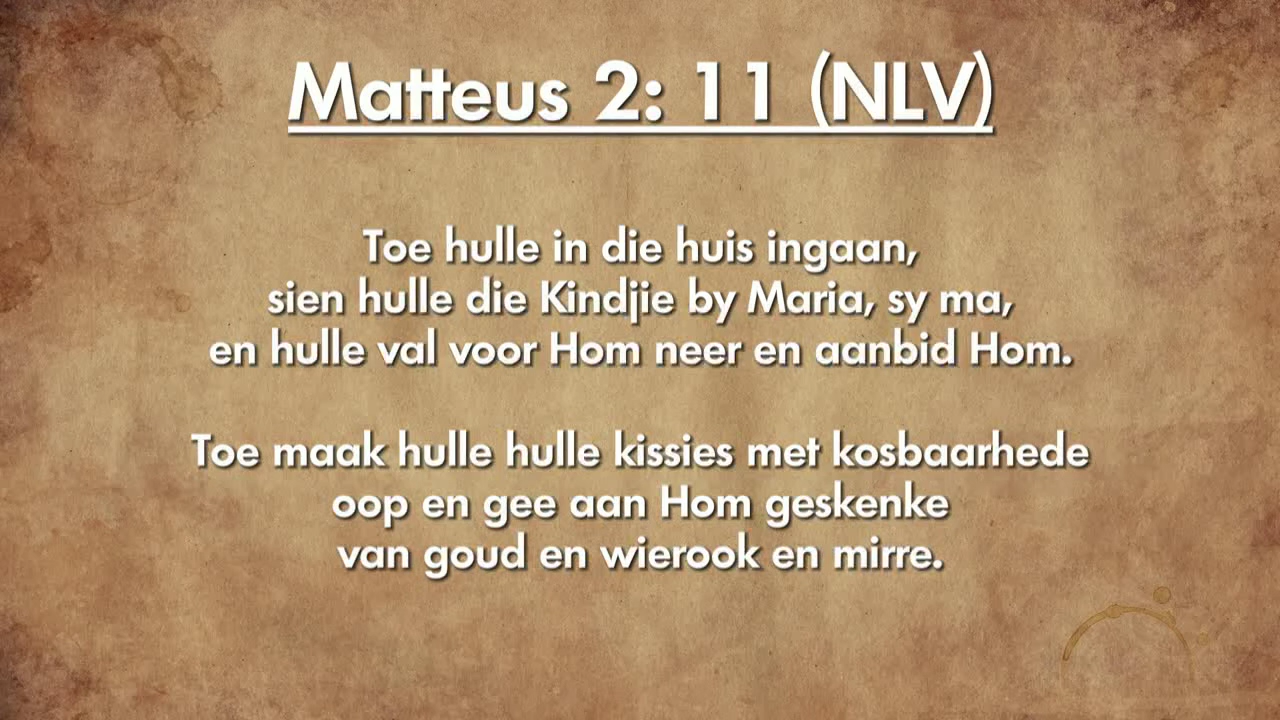 Matteus 2: 11 (NLV)
Toe hulle in die huis ingaan,
sien hulle die Kindjie by Maria, sy ma,
en hulle val voor Hom neer en aanbid Hom.
Toe maak hulle hulle kissies met kosbaarhede
oop en gee aan Hom geskenke
van goud en wierook en mirre.